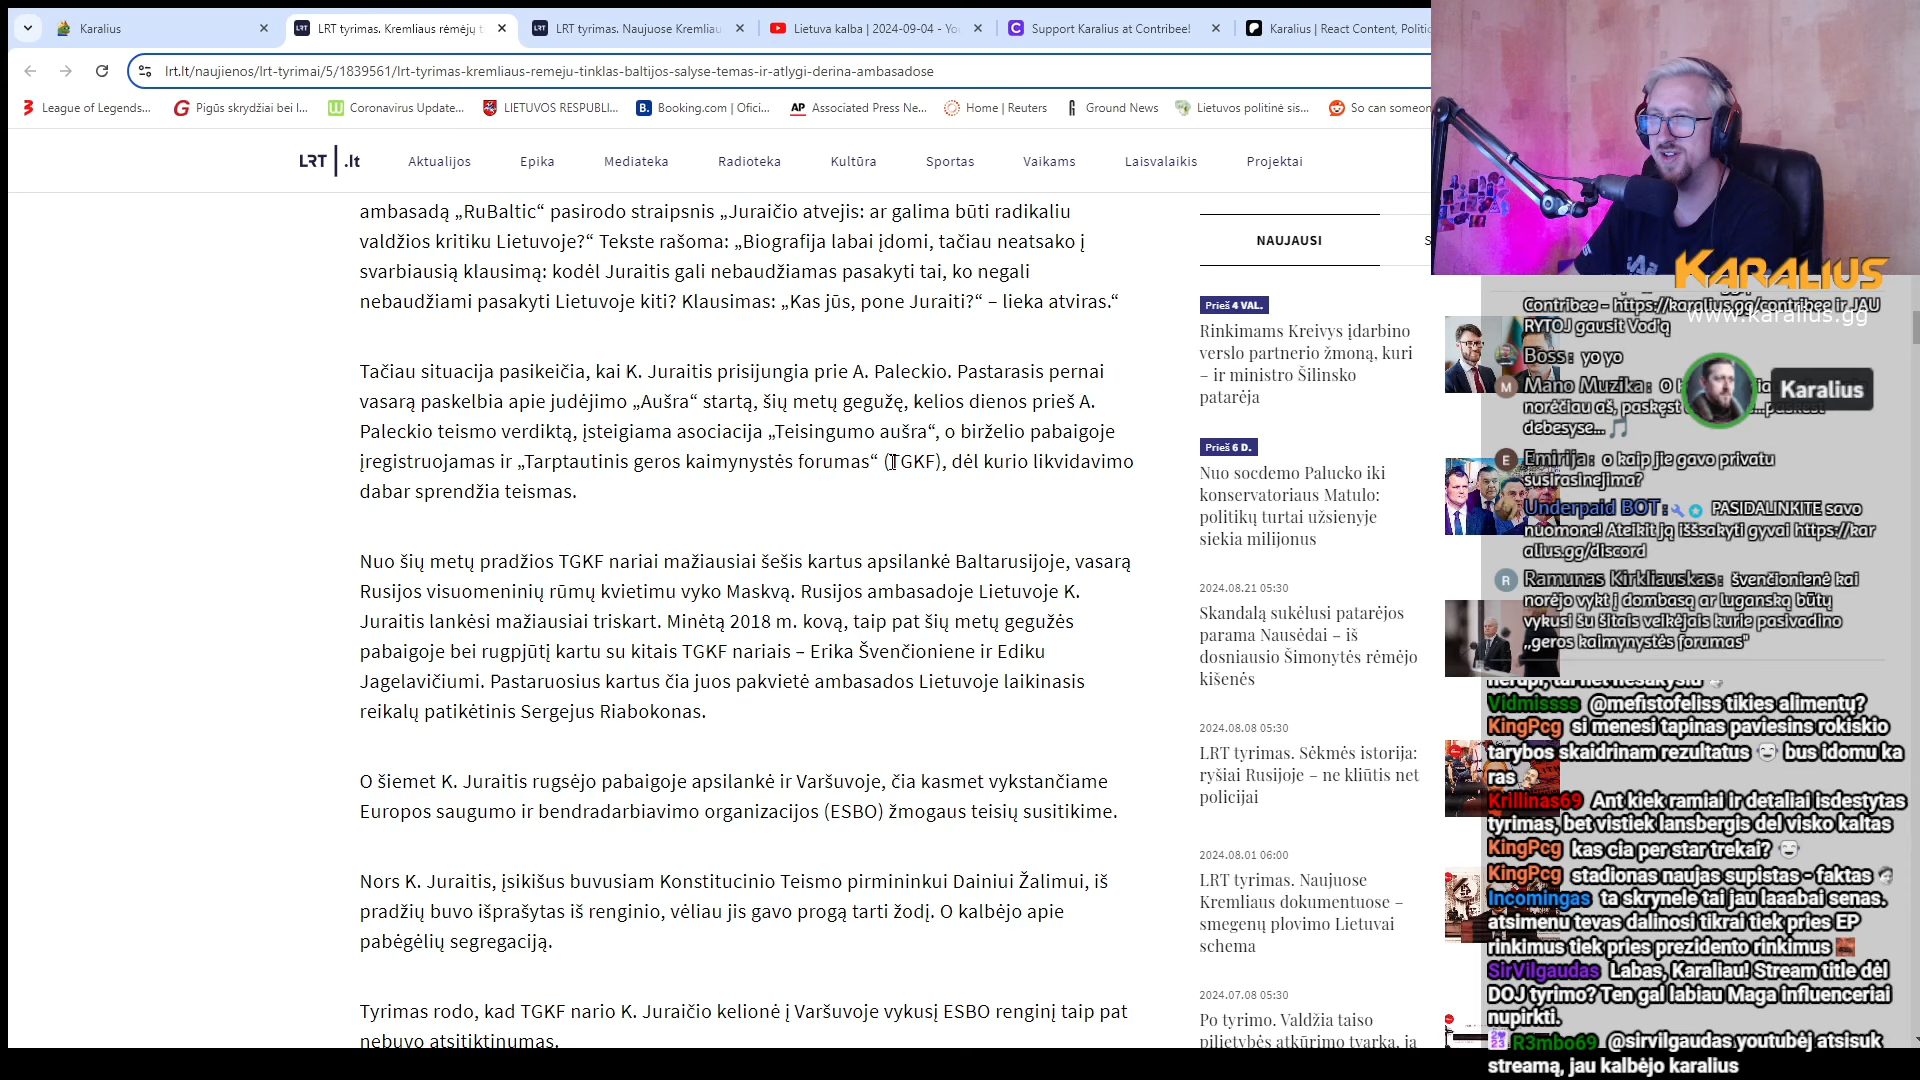 Karalius
LRT tyrimas. Kremliaus rėmėjų t
LRT tyrimas. Naujuose Kremliau
Lietuva kalba | 2024-09-04 - Yo
Support Karalius at Contribee!
Karalius | React Content, Politic
lrt.lt/naujienos/lrt-tyrimai/5/1839561/lrt-tyrimas-kremliaus-remeju-tinklas-baltijos-salyse-temas-ir-atlygi-derina-ambasadose
League of Legends...
Pigūs skrydžiai bei l...
Coronavirus Update...
LIETUVOS RESPUBLI...
Booking.com | Ofici...
Associated Press Ne...
Home | Reuters
Ground News
Lietuvos politinė sis...
So can someon
LRT .lt
Aktualijos
Epika
Mediateka
Radioteka
Kultūra
Sportas
Vaikams
Laisvalaikis
Projektai
ambasadą „RuBaltic“ pasirodo straipsnis „Juraičio atvejis: ar galima būti radikaliu
valdžios kritiku Lietuvoje?“ Tekste rašoma: „Biografija labai įdomi, tačiau neatsako į
svarbiausią klausimą: kodėl Juraitis gali nebaudžiamas pasakyti tai, ko negali
nebaudžiami pasakyti Lietuvoje kiti? Klausimas: „Kas jūs, pone Juraiti?“ – lieka atviras.“
Tačiau situacija pasikeičia, kai K. Juraitis prisijungia prie A. Paleckio. Pastarasis pernai
vasarą paskelbia apie judėjimo „Aušra“ startą, šių metų gegužę, kelios dienos prieš A.
Paleckio teismo verdiktą, įsteigiama asociacija „Teisingumo aušra“, o birželio pabaigoje
įregistruojamas ir „Tarptautinis geros kaimynystės forumas“ (TGKF), dėl kurio likvidavimo
dabar sprendžia teismas.
Nuo šių metų pradžios TGKF nariai mažiausiai šešis kartus apsilankė Baltarusijoje, vasarą
Rusijos visuomeninių rūmų kvietimu vyko Maskvą. Rusijos ambasadoje Lietuvoje K.
Juraitis lankėsi mažiausiai triskart. Minėtą 2018 m. kovą, taip pat šių metų gegužės
pabaigoje bei rugpjūtį kartu su kitais TGKF nariais – Erika Švenčioniene ir Ediku
Jagelavičiumi. Pastaruosius kartus čia juos pakvietė ambasados Lietuvoje laikinasis
reikalų patikėtinis Sergejus Riabokonas.
O šiemet K. Juraitis rugsėjo pabaigoje apsilankė ir Varšuvoje, čia kasmet vykstančiame
Europos saugumo ir bendradarbiavimo organizacijos (ESBO) žmogaus teisių susitikime.
Nors K. Juraitis, įsikišus buvusiam Konstitucinio Teismo pirmininkui Dainiui Žalimui, iš
pradžių buvo išprašytas iš renginio, vėliau jis gavo progą tarti žodį. O kalbėjo apie
pabėgėlių segregaciją.
Tyrimas rodo, kad TGKF nario K. Juraičio kelionė į Varšuvoje vykusį ESBO renginį taip pat
nebuvo atsitiktinumas.
NAUJAUSI
S
Prieš 4 VAL.
Rinkimams Kreivys įdarbino
verslo partnerio žmoną, kuri
– ir ministro Šilinsko
patarėja
Prieš 6 D.
Nuo socdemo Palucko iki
konservatoriaus Matulo:
politikų turtai užsienyje
siekia milijonus
2024.08.21 05:30
Skandalą sukėlusi patarėjos
parama Nausėdai – iš
dosniausio Šimonytės rėmėjo
kišenės
2024.08.08 05:30
LRT tyrimas. Sėkmės istorija:
ryšiai Rusijoje – ne kliūtis net
policijai
2024.08.01 06:00
LRT tyrimas. Naujuose
Kremliaus dokumentuose –
smegenų plovimo Lietuvai
schema
2024.07.08 05:30
Po tyrimo. Valdžia taiso
pilietybės atkūrimo tvarką, ją
KARALIUS
www.karalius.gg
Karalius
Contribee - https://karalius.gg/contribee ir JAU
RYTOJ gausit Vod'ą
Boss: yo yo
Mano Muzika: O
norėčiau aš, paskęst
debesyse...
Emirija: o kaip jie gavo privatu
susirasinejima?
Underpaid BOT: PASIDALINKITE savo
nuomone! Ateikit ją išsakyti gyvai https://kar
alius.gg/discord
Ramunas Kirkliauskas: švenčionienė kai
norėjo vykt į dombasą ar luganską būtų
vykusi šu šitais veikėjais kurie pasivadino
„geros kaimynystės forumas"
Vidmissss @mefistofeliss tikies alimentų?
KingPcg si menesi tapinas paviesins rokiskio
tarybos skaidrinam rezultatus bus idomu ka
ras
Krillinas69 Ant kiek ramiai ir detaliai isdestytas
tyrimas, bet vistiek lansbergis del visko kaltas
KingPcg kas cia per star trekai?
KingPcg stadionas naujas supistas - faktas
Incomingas ta skrynele tai jau laaabai senas.
atsimenu tevas dalinosi tikrai tiek pries EP
rinkimus tiek pries prezidento rinkimus
SirVilgaudas Labas, Karaliau! Stream title dėl
DOJ tyrimo? Ten gal labiau Maga influenceriai
nupirkti.
R3mbo69 @sirvilgaudas youtubėj atsisuk
streamą, jau kalbėjo karalius